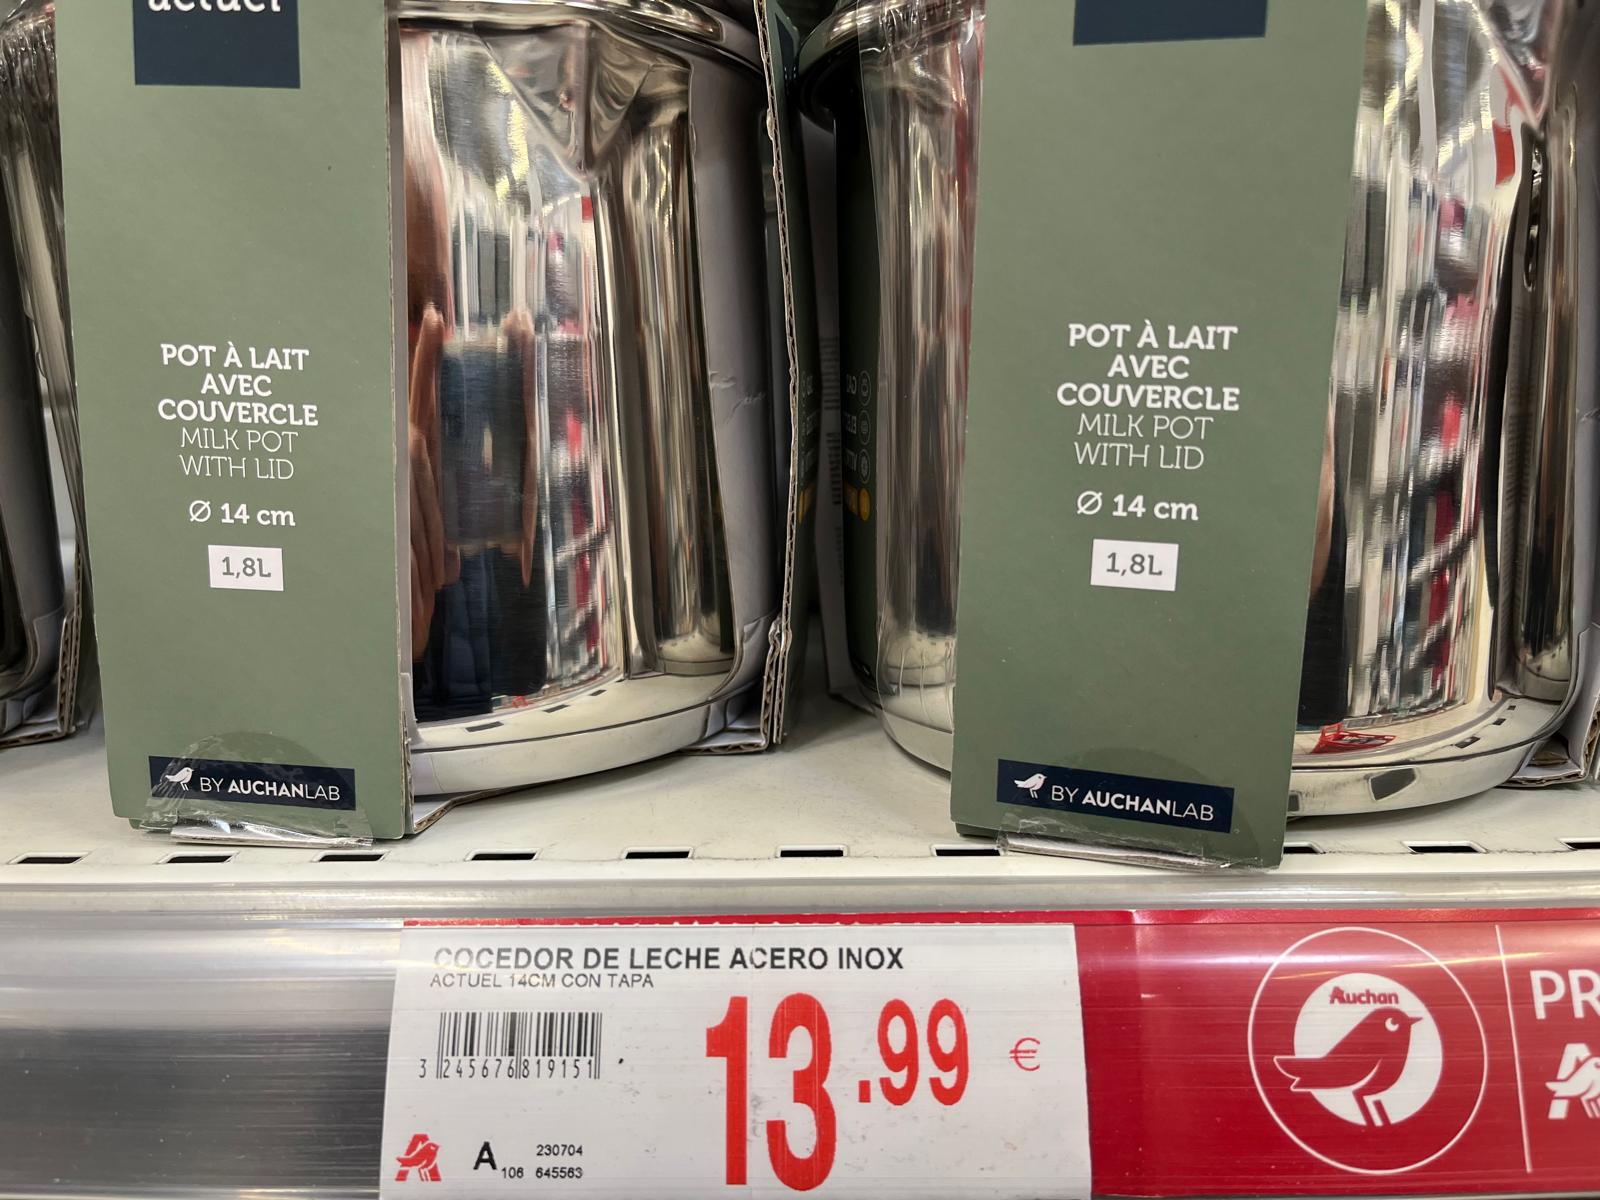 actuel
POT À LAIT
AVEC
COUVERCLE
MILK POT
WITH LID
Ø 14 cm
1,8L
BY AUCHANLAB
POT À LAIT
AVEC
COUVERCLE
MILK POT
WITH LID
Ø 14 cm
1,8L
BY AUCHANLAB
COCEDOR DE LECHE ACERO INOX
ACTUEL 14CM CON TAPA
13.99 €
3 245676 819151
A 106 230704
645563
Auchan
PR